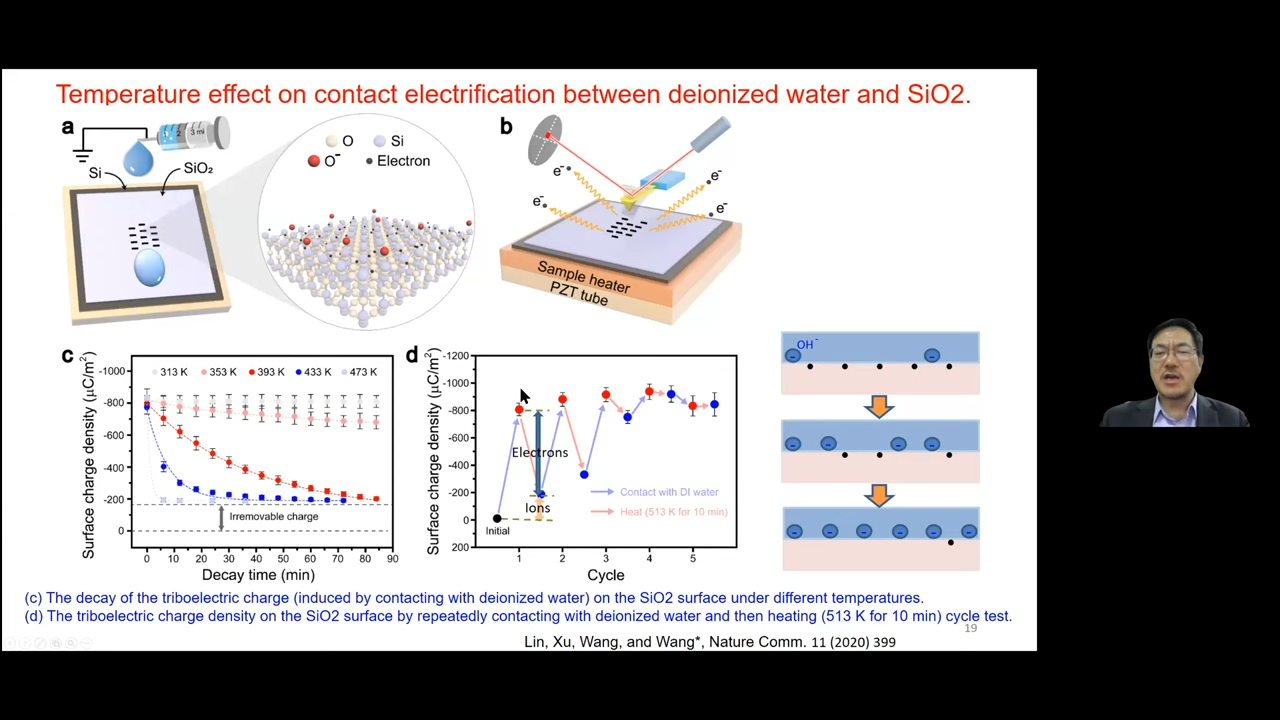 Temperature effect on contact electrification between deionized water and SiO2.
a
3 ml
Si
SiO₂
O
Si
O⁻
Electron
b
e⁻
e⁻
e⁻
e⁻
Sample heater
PZT tube
c
Surface charge density (μC/m²)
-1000
-800
-600
-400
-200
0
313 K 353 K 393 K 433 K 473 K
Irremovable charge
0 10 20 30 40 50 60 70 80 90
Decay time (min)
d
Surface charge density (μC/m²)
-1200
-1000
-800
-600
-400
-200
0
200
Electrons
Ions
Initial
Contact with DI water
Heat (513 K for 10 min)
1 2 3 4 5
Cycle
OH⁻
(c) The decay of the triboelectric charge (induced by contacting with deionized water) on the SiO2 surface under different temperatures.
(d) The triboelectric charge density on the SiO2 surface by repeatedly contacting with deionized water and then heating (513 K for 10 min) cycle test.
19
Lin, Xu, Wang, and Wang*, Nature Comm. 11 (2020) 399